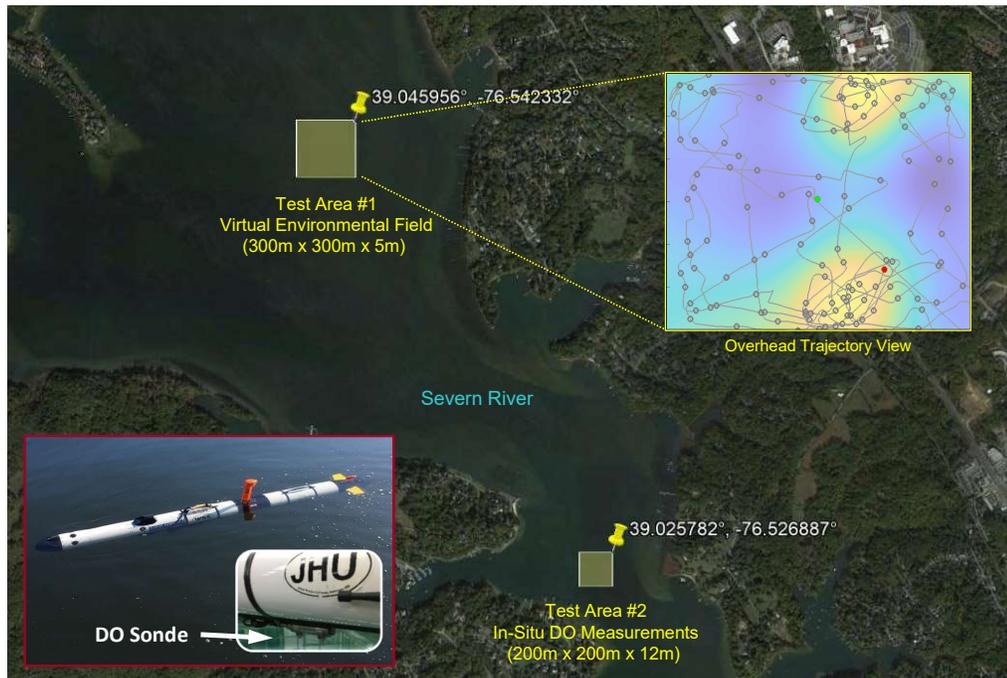 39.045956°, -76.542332°
Test Area #1
Virtual Environmental Field
(300m x 300m x 5m)
Overhead Trajectory View
Severn River
JHU
DO Sonde
39.025782°, -76.526887°
Test Area #2
In-Situ DO Measurements
(200m x 200m x 12m)